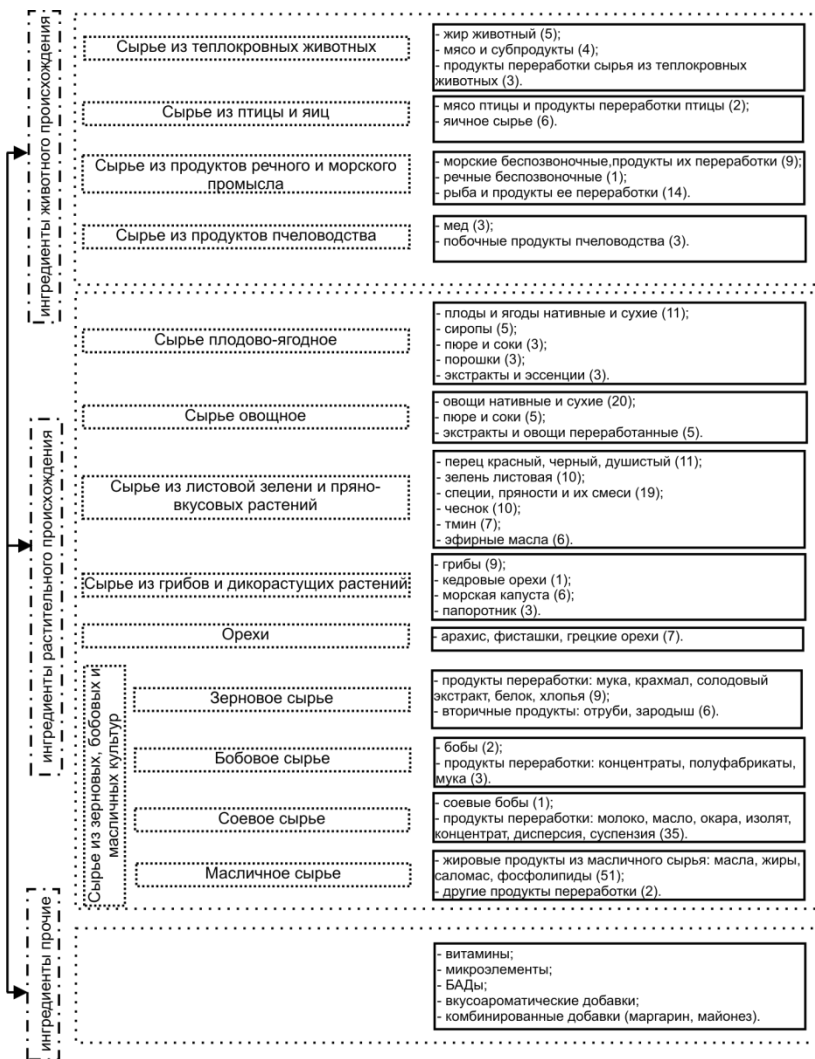 ингредиенты животного происхождения
Сырье из теплокровных животных
- жир животный (5);
- мясо и субпродукты (4);
- продукты переработки сырья из теплокровных
животных (3).
Сырье из птицы и яиц
- мясо птицы и продукты переработки птицы (2);
- яичное сырье (6).
Сырье из продуктов речного и морского
промысла
- морские беспозвоночные,продукты их переработки (9);
- речные беспозвоночные (1);
- рыба и продукты ее переработки (14).
Сырье из продуктов пчеловодства
- мед (3);
- побочные продукты пчеловодства (3).
ингредиенты растительного происхождения
Сырье плодово-ягодное
- плоды и ягоды нативные и сухие (11);
- сиропы (5);
- пюре и соки (3);
- порошки (3);
- экстракты и эссенции (3).
Сырье овощное
- овощи нативные и сухие (20);
- пюре и соки (5);
- экстракты и овощи переработанные (5).
Сырье из листовой зелени и пряно-
вкусовых растений
- перец красный, черный, душистый (11);
- зелень листовая (10);
- специи, пряности и их смеси (19);
- чеснок (10);
- тмин (7);
- эфирные масла (6).
Сырье из грибов и дикорастущих растений
- грибы (9);
- кедровые орехи (1);
- морская капуста (6);
- папоротник (3).
Орехи
- арахис, фисташки, грецкие орехи (7).
Сырье из зерновых, бобовых и
масличных культур
Зерновое сырье
- продукты переработки: мука, крахмал, солодовый
экстракт, белок, хлопья (9);
- вторичные продукты: отруби, зародыш (6).
Бобовое сырье
- бобы (2);
- продукты переработки: концентраты, полуфабрикаты,
мука (3).
Соевое сырье
- соевые бобы (1);
- продукты переработки: молоко, масло, окара, изолят,
концентрат, дисперсия, суспензия (35).
Масличное сырье
- жировые продукты из масличного сырья: масла, жиры,
саломас, фосфолипиды (51);
- другие продукты переработки (2).
ингредиенты прочие
- витамины;
- микроэлементы;
- БАДы;
- вкусоароматические добавки;
- комбинированные добавки (маргарин, майонез).